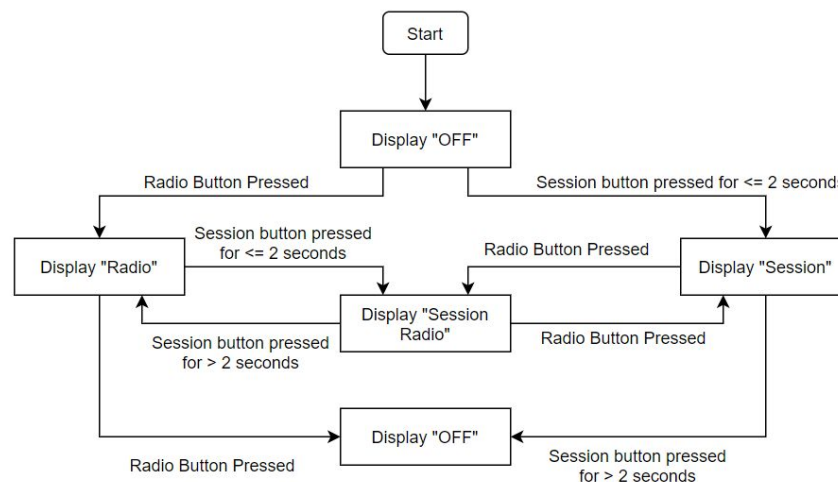 Start
Display "OFF"
Radio Button Pressed
Session button pressed for <= 2 seconds
Display "Radio"
Session button pressed
for <= 2 seconds
Radio Button Pressed
Display "Session"
Display "Session
Radio"
Session button pressed
for > 2 seconds
Radio Button Pressed
Display "OFF"
Radio Button Pressed
Session button pressed
for > 2 seconds